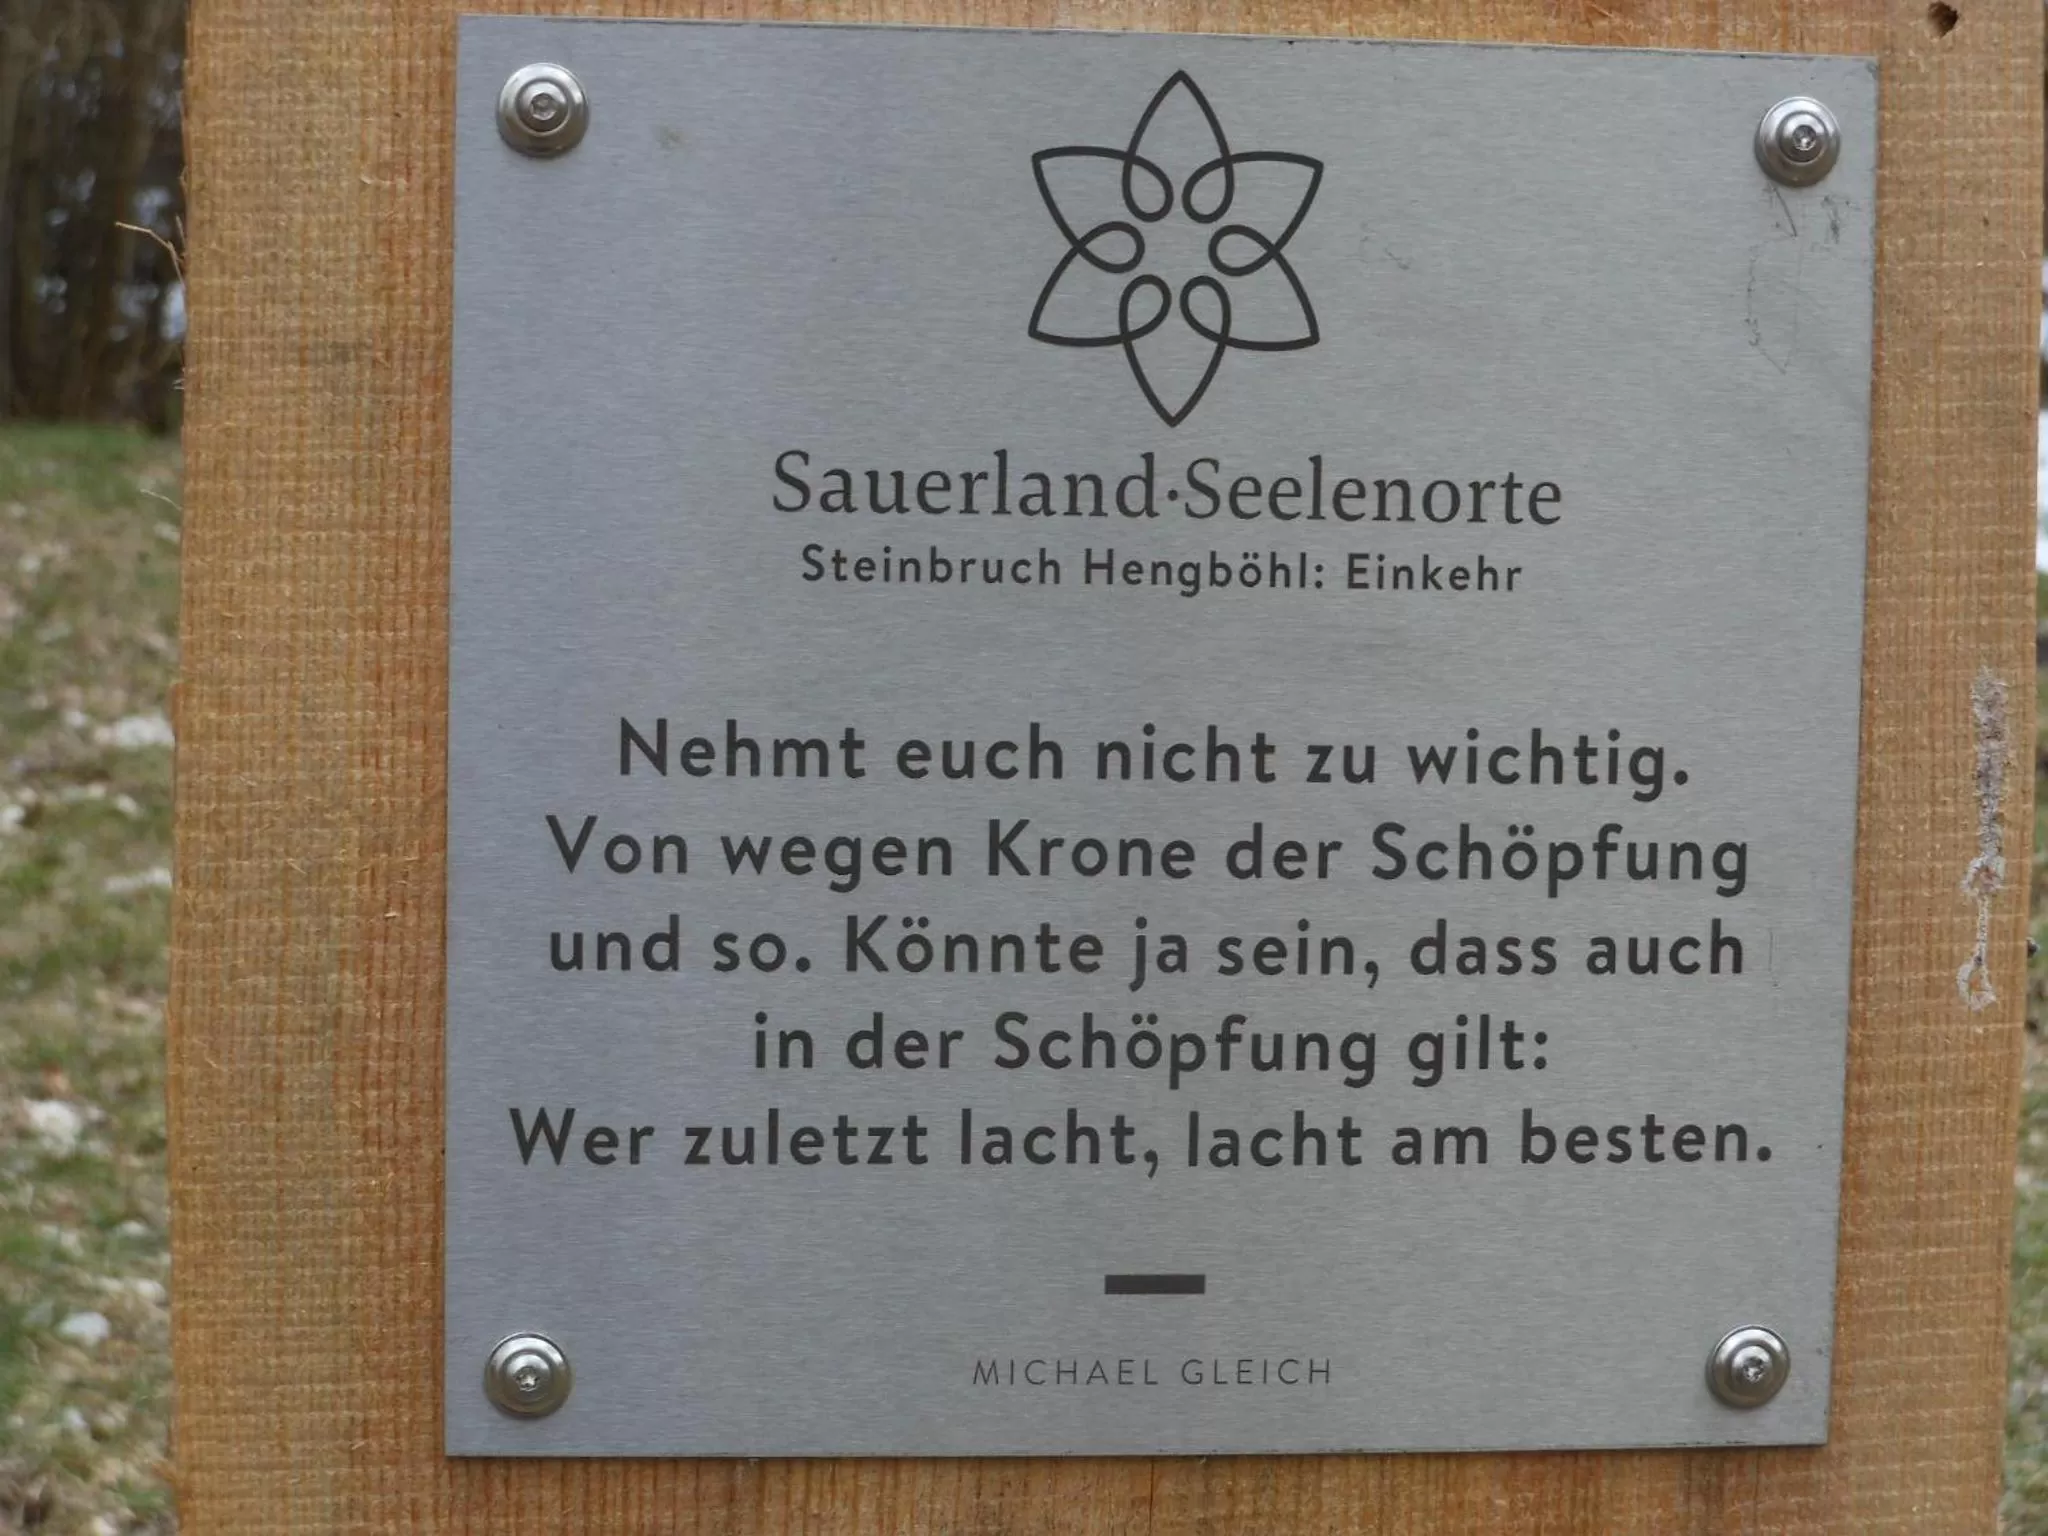 Sauerland·Seelenorte
Steinbruch Hengböhl: Einkehr
Nehmt euch nicht zu wichtig.
Von wegen Krone der Schöpfung
und so. Könnte ja sein, dass auch
in der Schöpfung gilt:
Wer zuletzt lacht, lacht am besten.
MICHAEL GLEICH